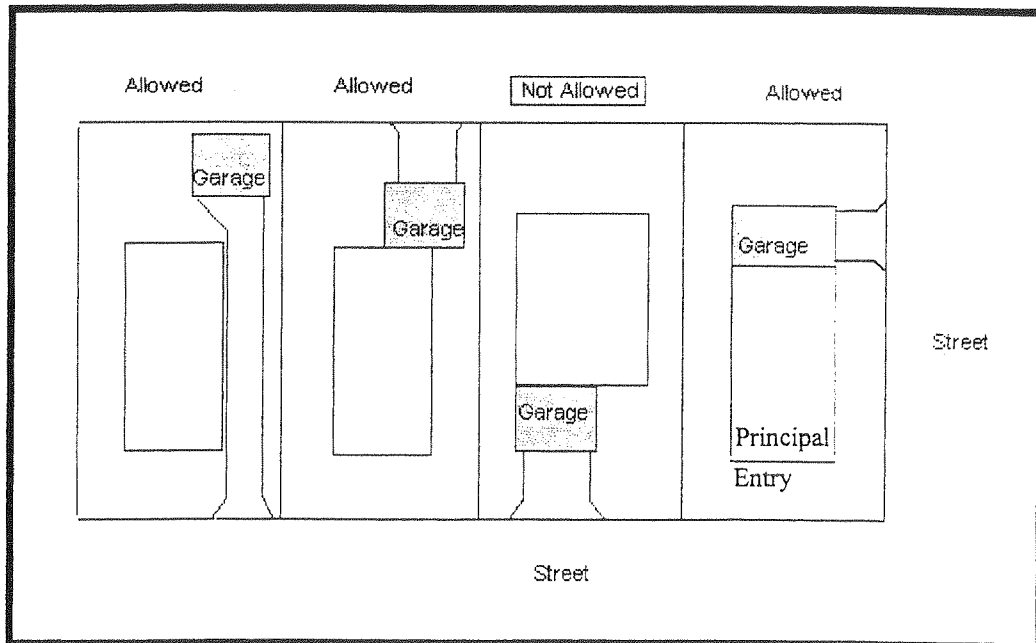 Allowed
Allowed
Not Allowed
Allowed
Garage
Garage
Garage
Garage
Street
Principal
Entry
Street